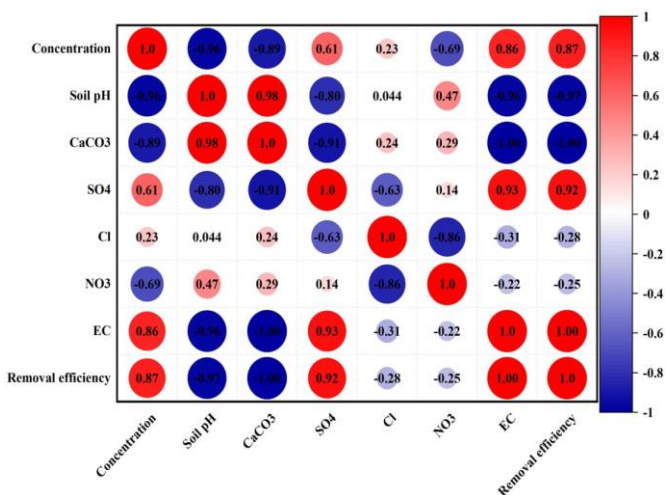 Concentration 1.0 -0.96 -0.89 0.61 0.23 -0.69 0.86 0.87
Soil pH -0.96 1.0 0.98 -0.80 0.044 0.47 -0.96 -0.97
CaCO3 -0.89 0.98 1.0 -0.91 0.24 0.29 -1.00 -1.00
SO4 0.61 -0.80 -0.91 1.0 -0.63 0.14 0.93 0.92
Cl 0.23 0.044 0.24 -0.63 1.0 -0.86 -0.31 -0.28
NO3 -0.69 0.47 0.29 0.14 -0.86 1.0 -0.22 -0.25
EC 0.86 -0.96 -1.00 0.93 -0.31 -0.22 1.0 1.00
Removal efficiency 0.87 -0.97 -1.00 0.92 -0.28 -0.25 1.00 1.0
Concentration Soil pH CaCO3 SO4 Cl NO3 EC Removal efficiency
1
0.8
0.6
0.4
0.2
0
-0.2
-0.4
-0.6
-0.8
-1